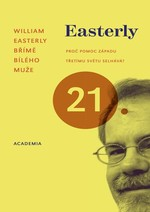 WILLIAM
EASTERLY
BŘÍMĚ
BÍLÉHO
MUŽE
Easterly
PROČ POMOC ZÁPADU
TŘETÍMU SVĚTU SELHÁVÁ?
21.
ACADEMIA